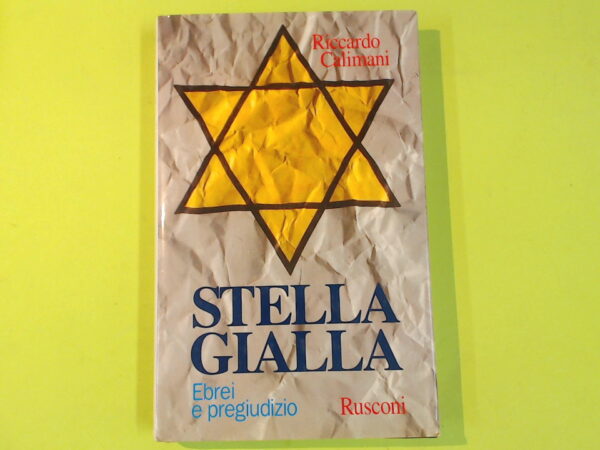 Riccardo
Calimani
STELLA
GIALLA
Ebrei
e pregiudizio
Rusconi